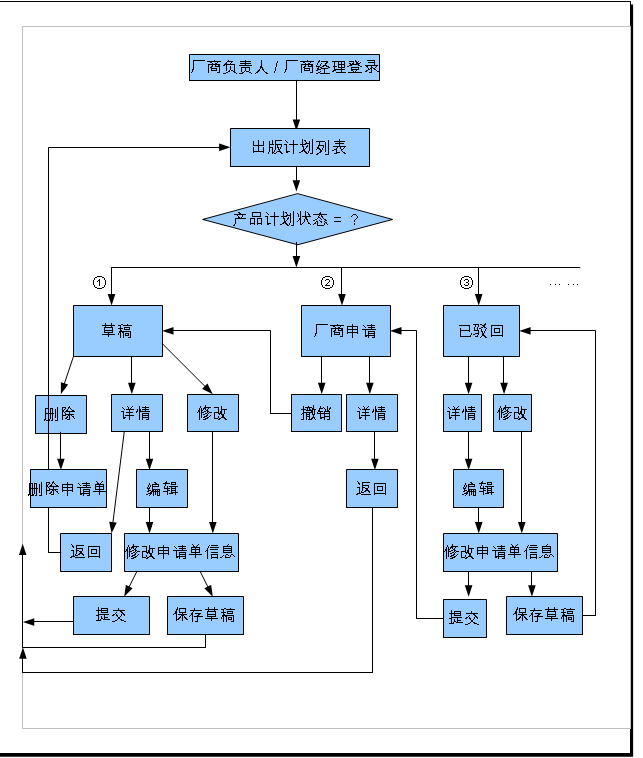 厂商负责人 / 厂商经理登录
出版计划列表
产品计划状态 = ?
① ② ③ ... ...
草稿 厂商申请 已驳回
删除 详情 修改 撤销 详情 详情 修改
删除申请单 编辑 返回 编辑
返回 修改申请单信息 修改申请单信息
提交 保存草稿 提交 保存草稿